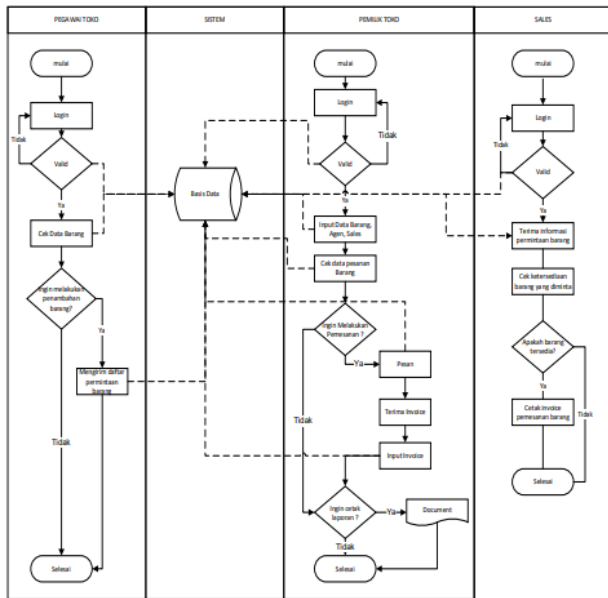 PEGAWAI TOKO
SISTEM
PEMILIK TOKO
SALES
mulai
Login
Tidak
Valid
Ya
Cek Data Barang
Ingin melakukan
penambahan
barang?
Ya
Mengirim daftar
permintaan
barang
Tidak
Selesai
Basis Data
mulai
Login
Tidak
Valid
Ya
Input Data Barang,
Agen, Sales
Cek data pesanan
Barang
Ingin Melakukan
Pemesanan ?
Ya
Pesan
Tidak
Terima Invoice
Input Invoice
Ingin cetak
laporan ?
Ya
Document
Tidak
Selesai
mulai
Login
Tidak
Valid
Ya
Terima informasi
permintaan barang
Cek ketersediaan
barang yang diminta
Apakah barang
tersedia?
Ya
Tidak
Cetak invoice
pemesanan barang
Selesai